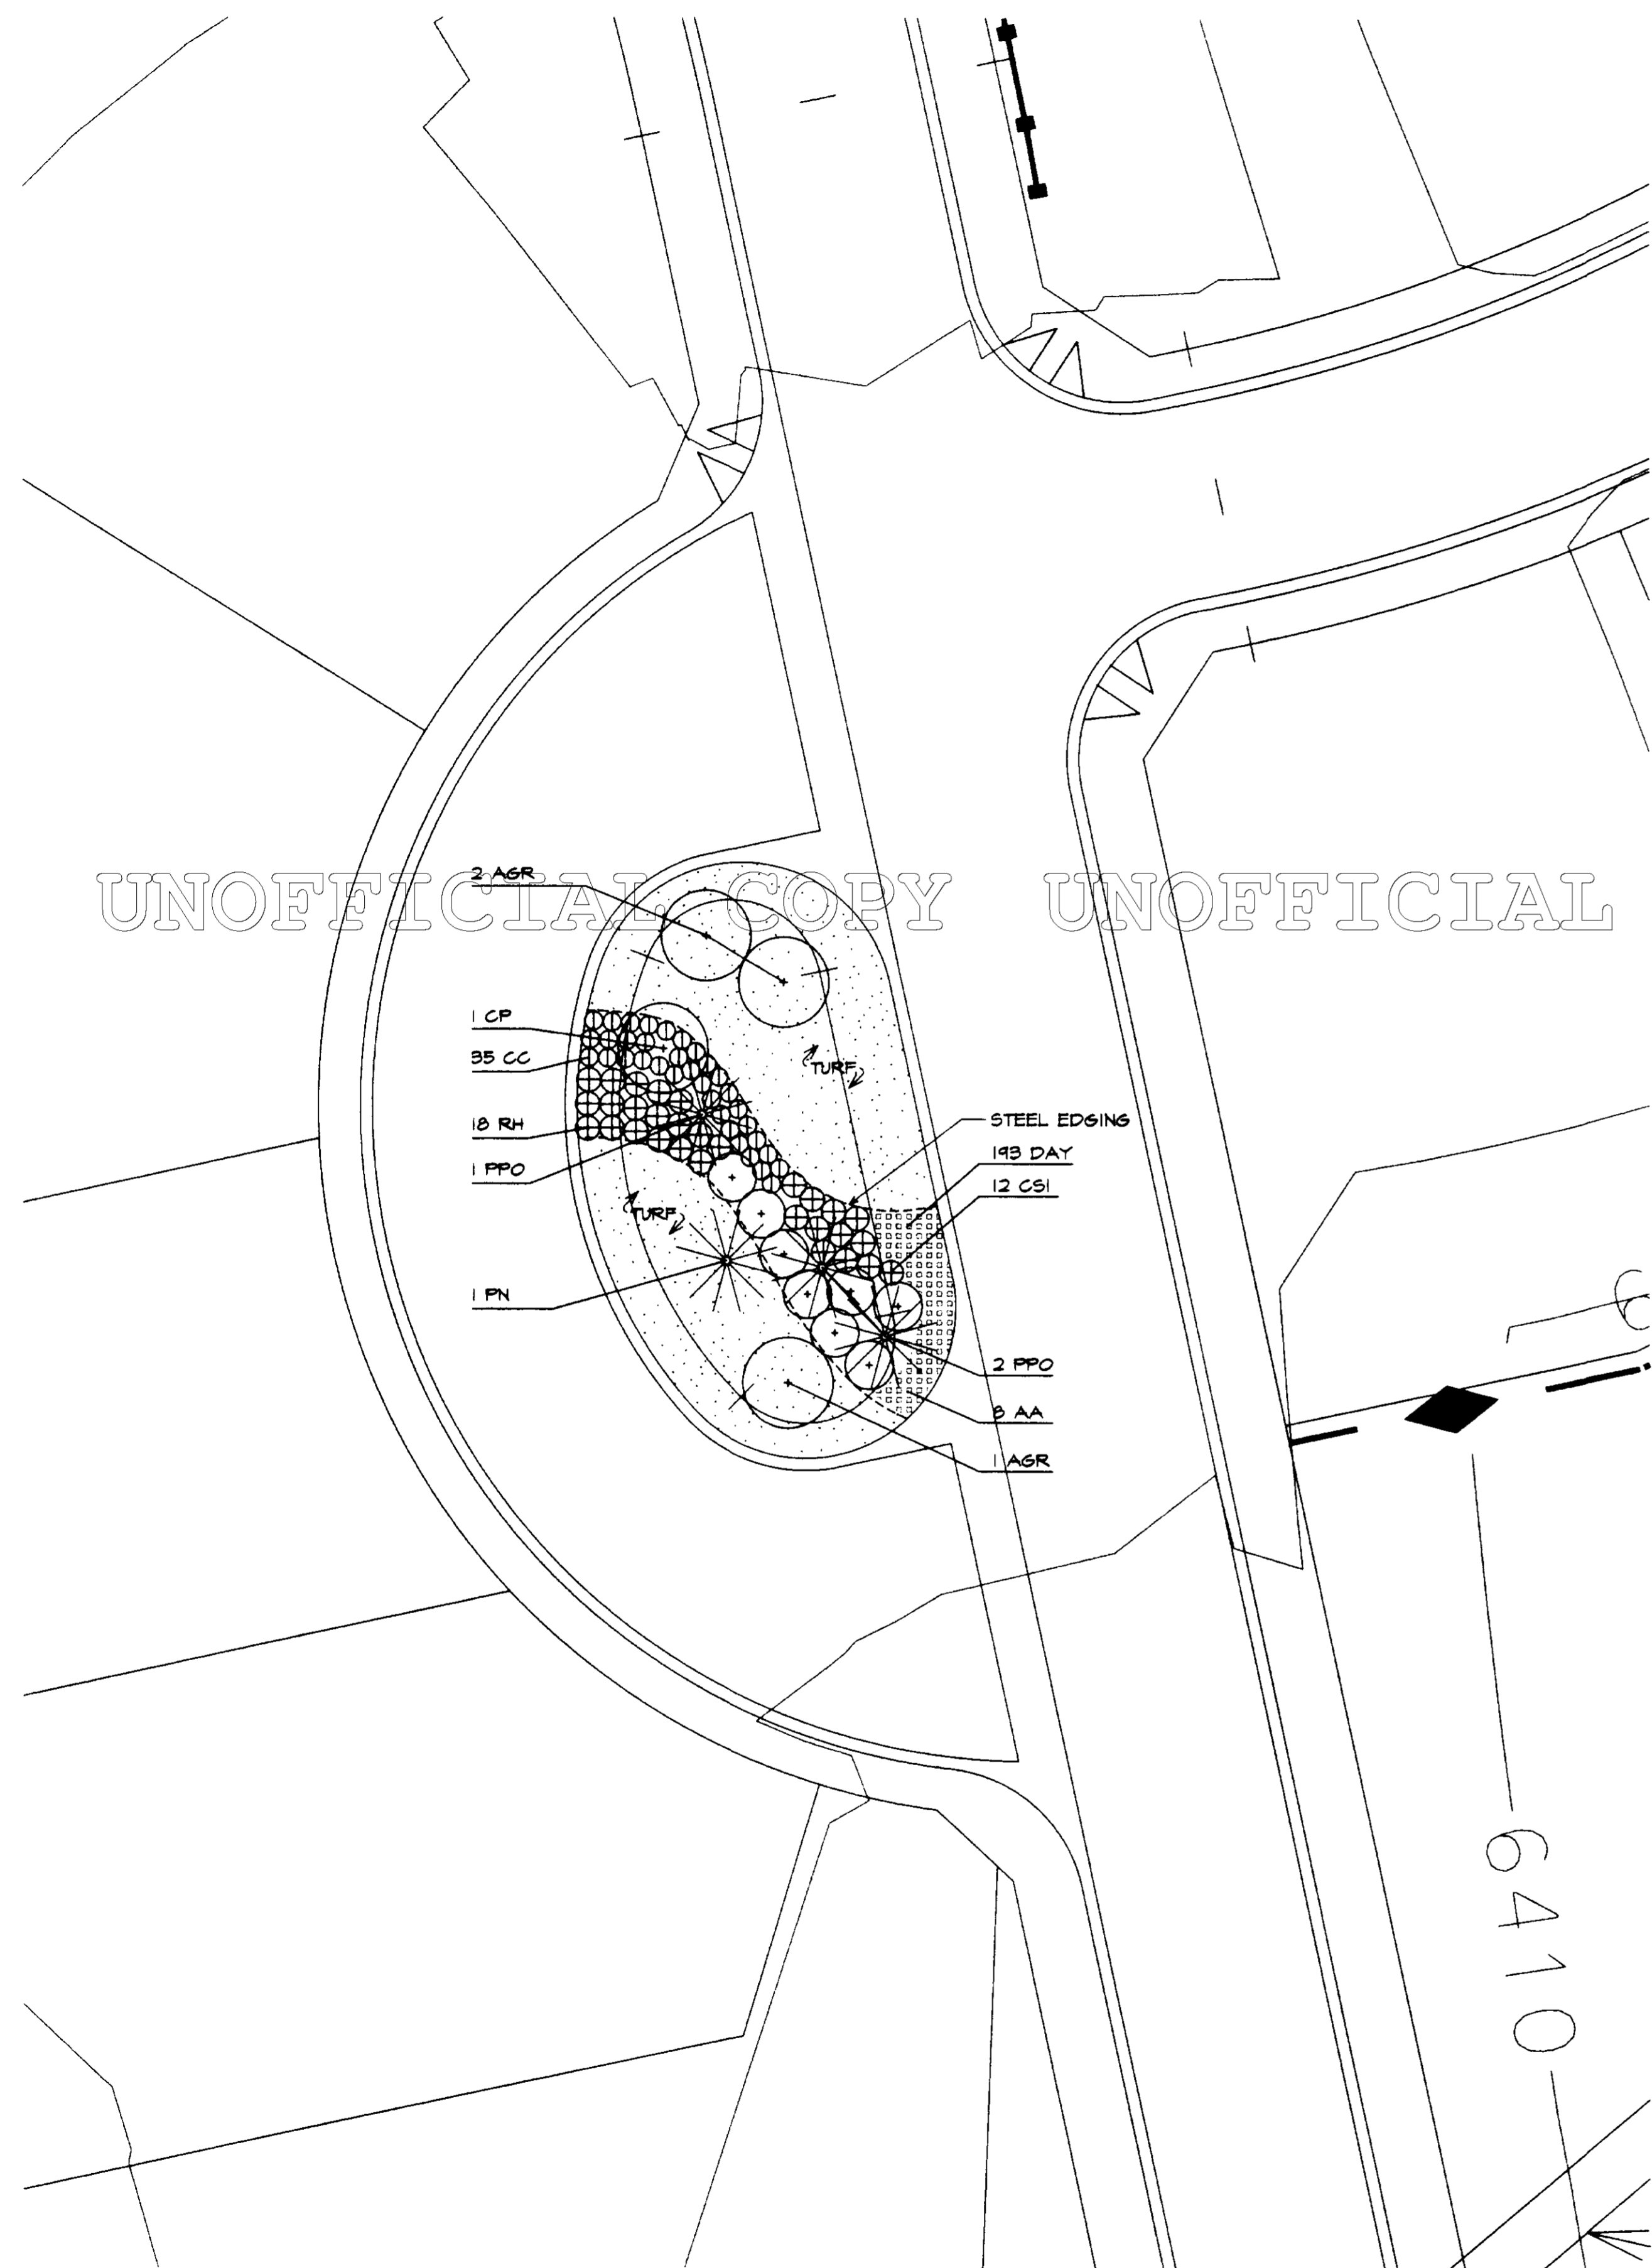 2 AGR
UNOFFICIAL COPY UNOFFICIAL
1 CP
35 CC
TURF
18 RH
STEEL EDGING
193 DAY
1 PPO
12 CSI
TURF
1 PN
2 PPO
8 AA
1 AGR
6410